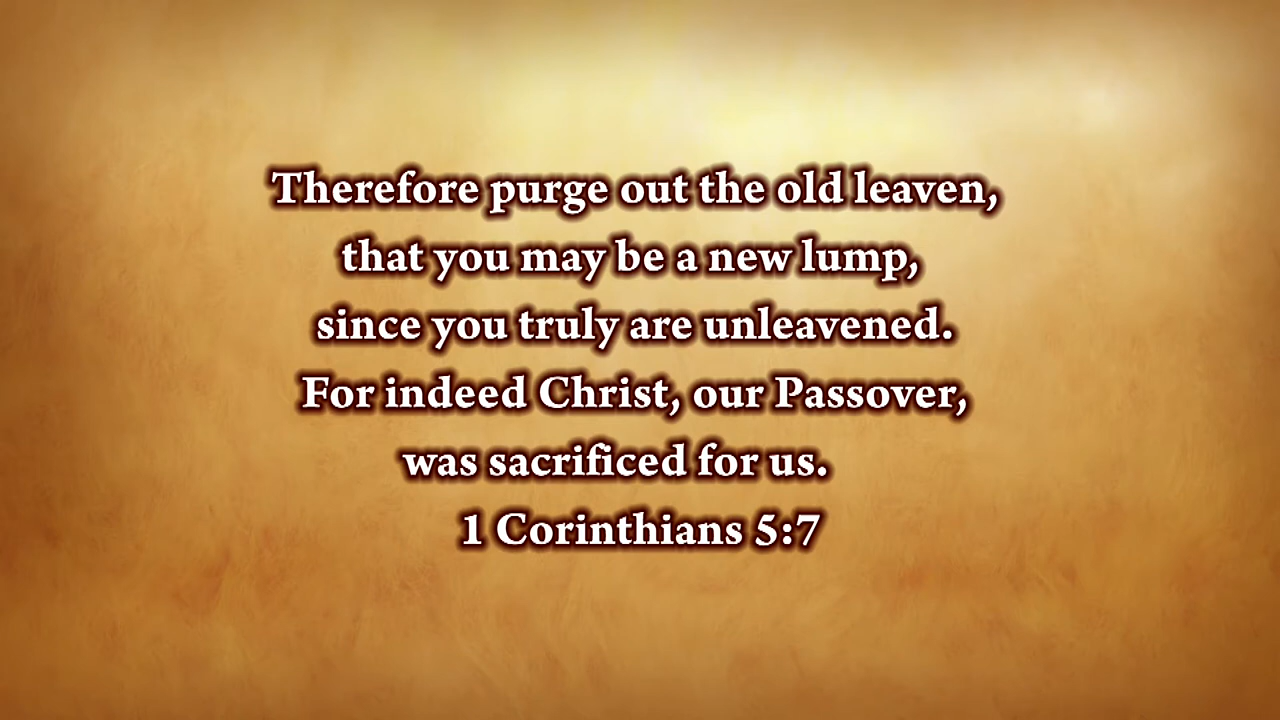 Therefore purge out the old leaven,
that you may be a new lump,
since you truly are unleavened.
For indeed Christ, our Passover,
was sacrificed for us.
1 Corinthians 5:7